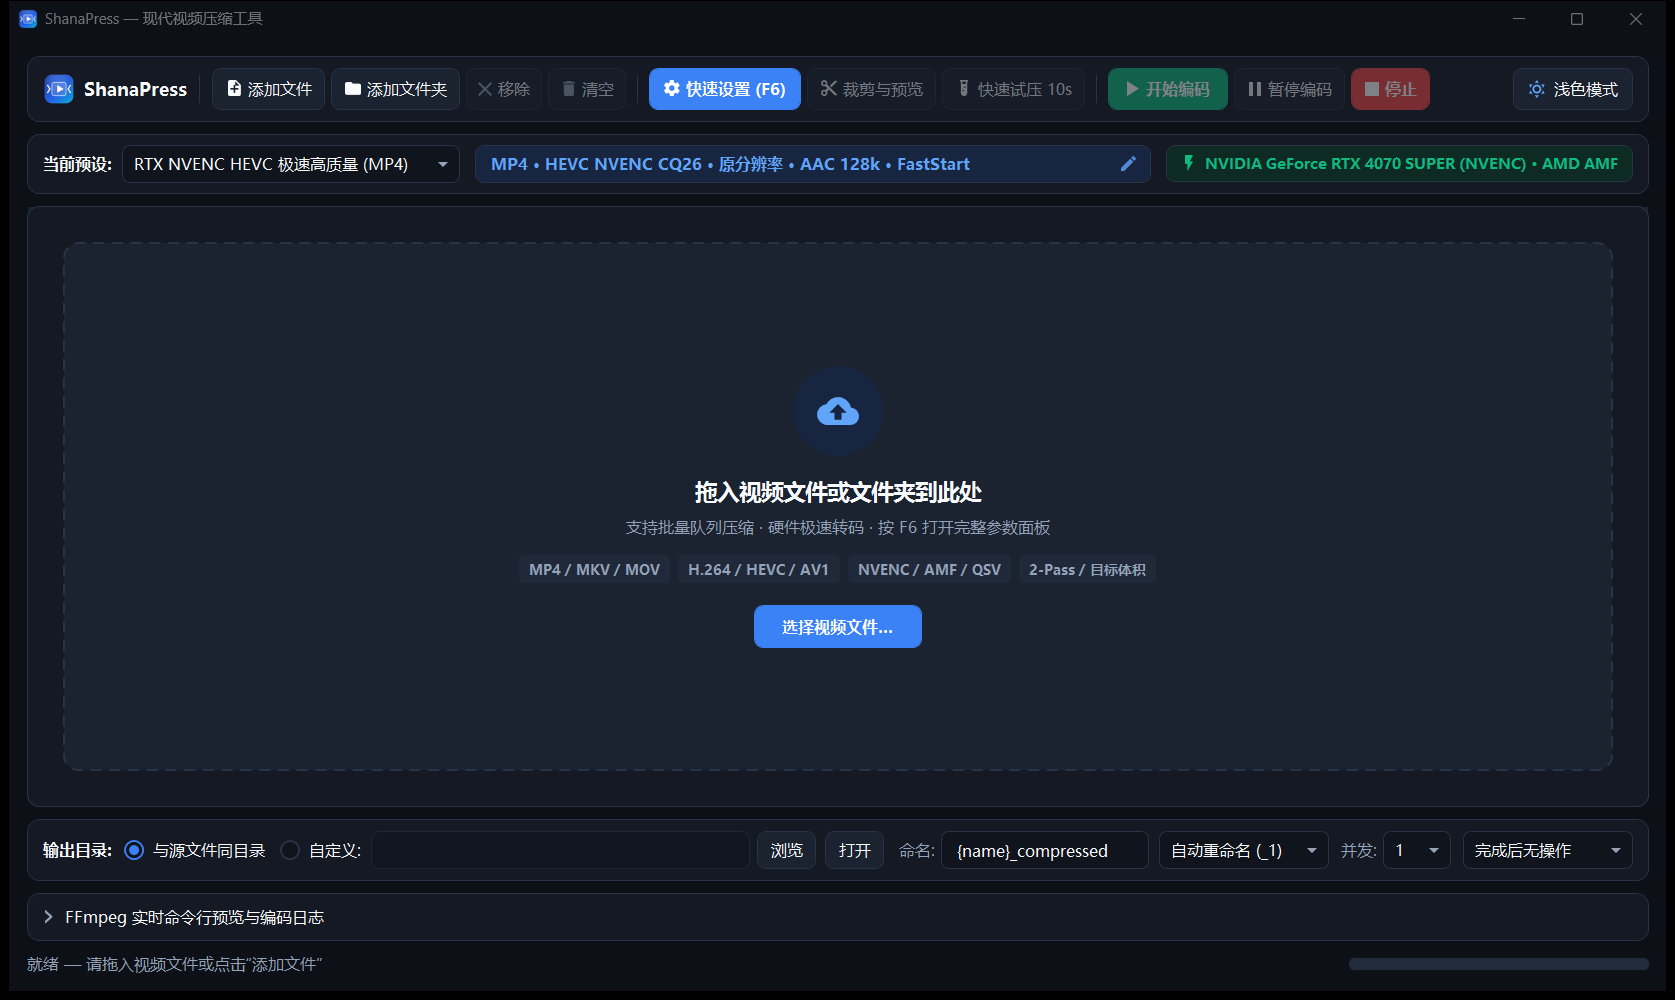 ShanaPress — 现代视频压缩工具
ShanaPress 添加文件 添加文件夹 移除 清空 快速设置 (F6) 裁剪与预览 快速试压 10s 开始编码 暂停编码 停止 浅色模式
当前预设: RTX NVENC HEVC 极速高质量 (MP4) MP4 • HEVC NVENC CQ26 • 原分辨率 • AAC 128k • FastStart NVIDIA GeForce RTX 4070 SUPER (NVENC) • AMD AMF
拖入视频文件或文件夹到此处
支持批量队列压缩 · 硬件极速转码 · 按 F6 打开完整参数面板
MP4 / MKV / MOV H.264 / HEVC / AV1 NVENC / AMF / QSV 2-Pass / 目标体积
选择视频文件...
输出目录: 与源文件同目录 自定义: 浏览 打开 命名: {name}_compressed 自动重命名 (_1) 并发: 1 完成后无操作
FFmpeg 实时命令行预览与编码日志
就绪 — 请拖入视频文件或点击“添加文件”